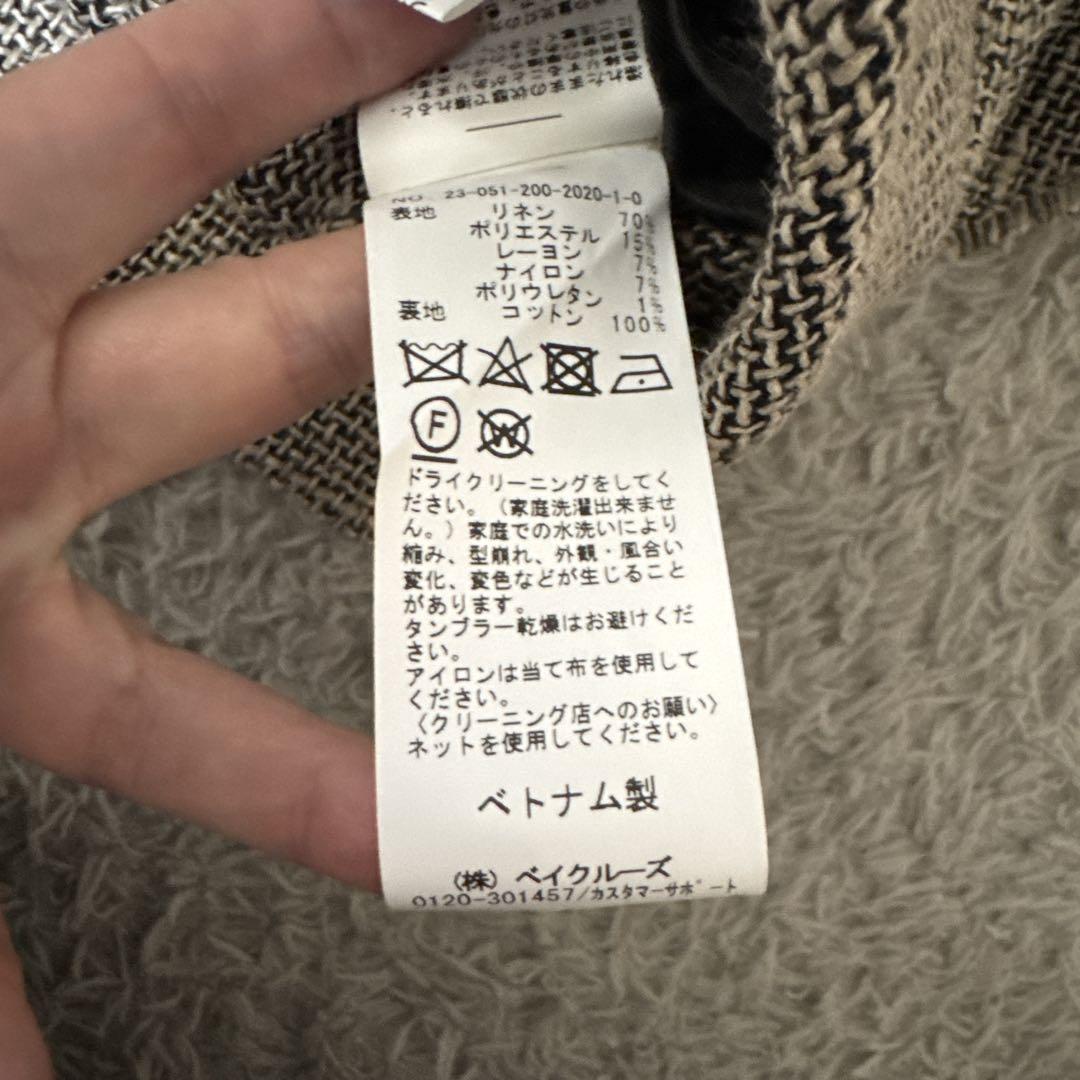 NO. 23-051-200-2020-1-0
表地 リネン 70%
ポリエステル 15%
レーヨン 7%
ナイロン 7%
ポリウレタン 1%
裏地 コットン 100%
F
W
ドライクリーニングをしてく
ださい。(家庭洗濯出来ませ
ん。)家庭での水洗いにより
縮み、型崩れ、外観・風合い
変化、変色などが生じること
があります。
タンブラー乾燥はお避けくだ
さい。
アイロンは当て布を使用して
ください。
〈クリーニング店へのお願い〉
ネットを使用してください。
ベトナム製
(株) ベイクルーズ
0120-301457/カスタマーサポート